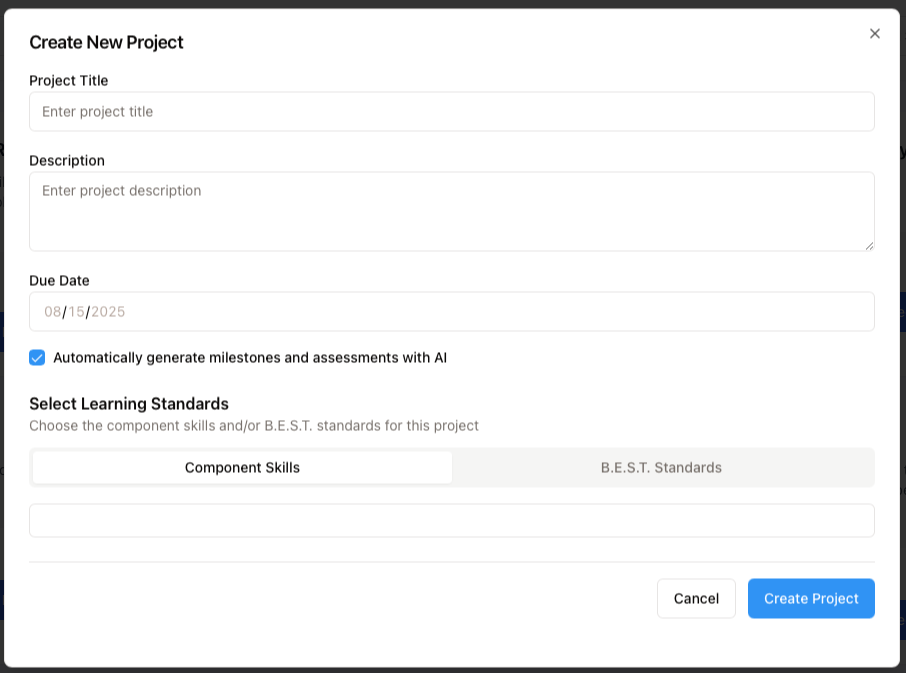 Create New Project
Project Title
Enter project title
Description
Enter project description
Due Date
08/15/2025
Automatically generate milestones and assessments with AI
Select Learning Standards
Choose the component skills and/or B.E.S.T. standards for this project
Component Skills B.E.S.T. Standards
Cancel Create Project